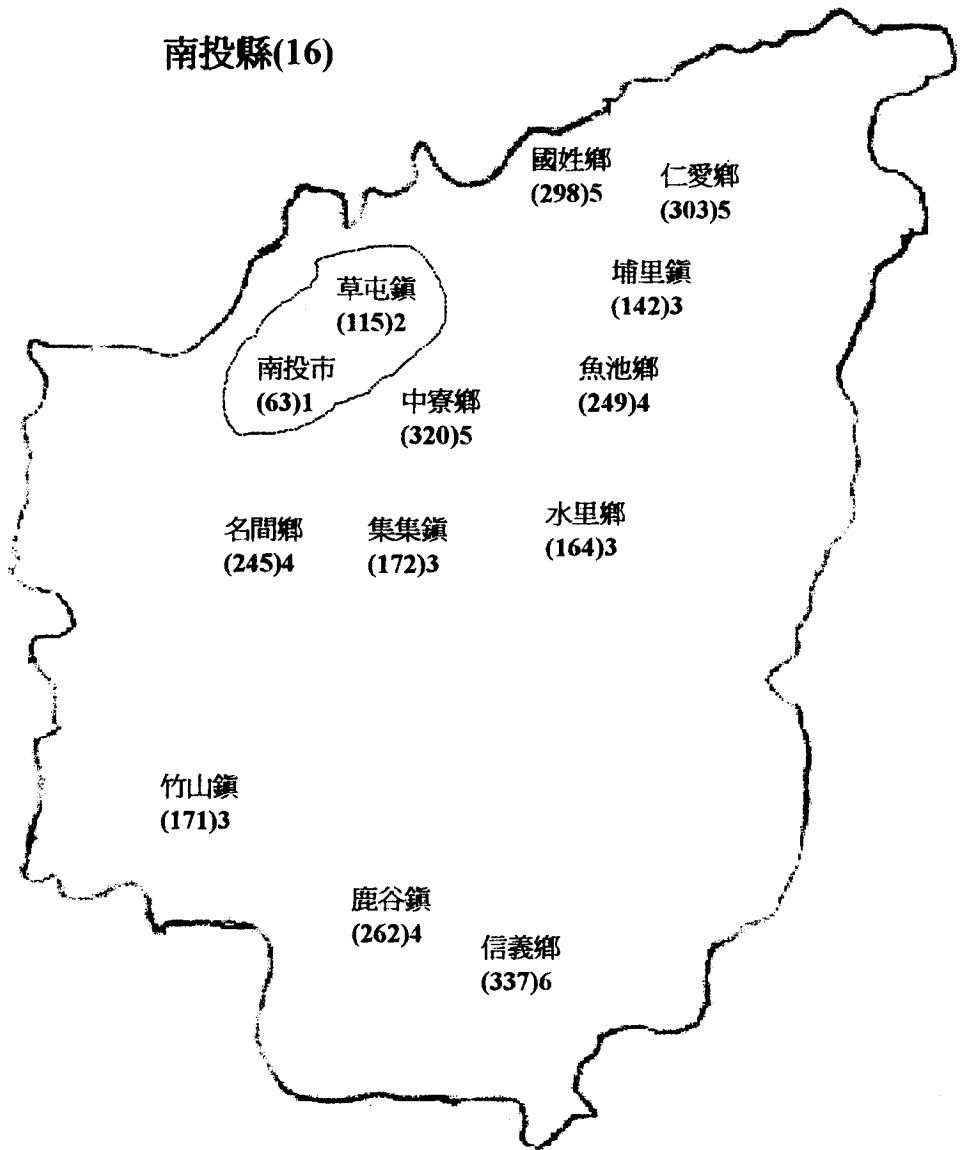 南投縣(16)
國姓鄉
(298)5
仁愛鄉
(303)5
埔里鎮
(142)3
草屯鎮
(115)2
南投市
(63)1
中寮鄉
(320)5
魚池鄉
(249)4
名間鄉
(245)4
集集鎮
(172)3
水里鄉
(164)3
竹山鎮
(171)3
鹿谷鎮
(262)4
信義鄉
(337)6